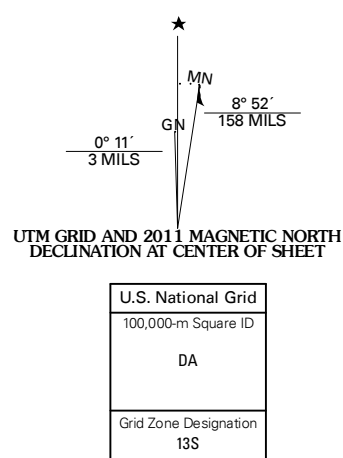 MN
GN
8° 52´
158 MILS
0° 11´
3 MILS
UTM GRID AND 2011 MAGNETIC NORTH
DECLINATION AT CENTER OF SHEET
U.S. National Grid
100,000-m Square ID
DA
Grid Zone Designation
13S